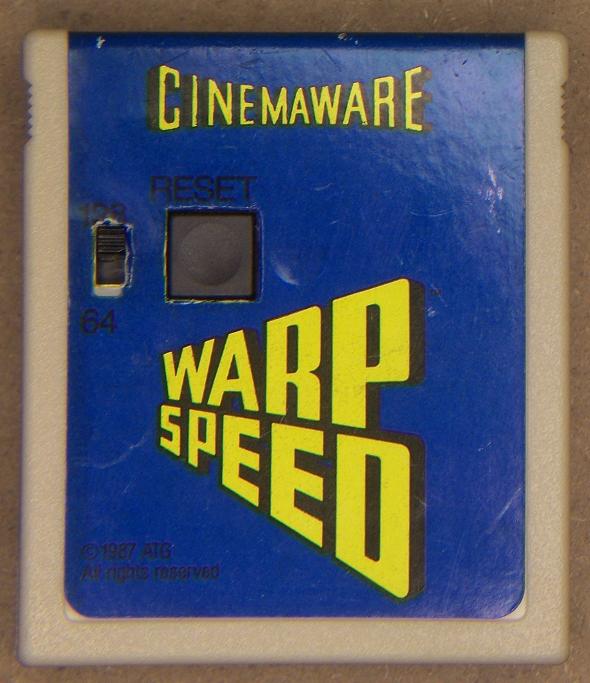 CINEMAWARE
RESET
128
64
WARP
SPEED
©1987 ATG
All rights reserved